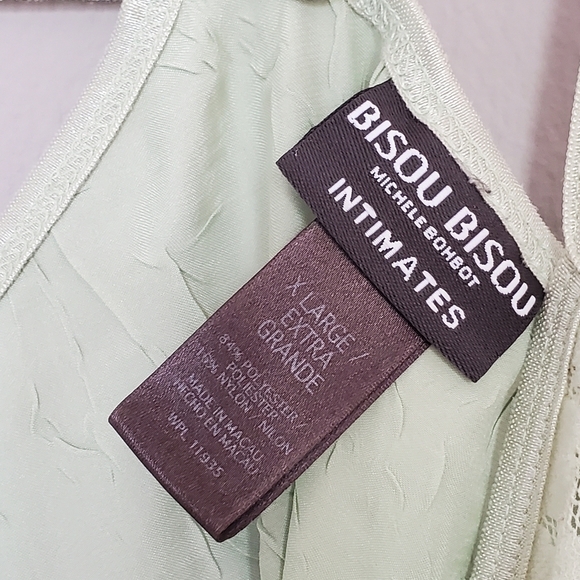 BISOU BISOU
MICHELE BOHBOT
INTIMATES
X LARGE /
EXTRA
GRANDE
84% POLYESTER /
POLIESTER
16% NYLON - NILON
MADE IN MACAU
HECHO EN MACAU
WPL 11935